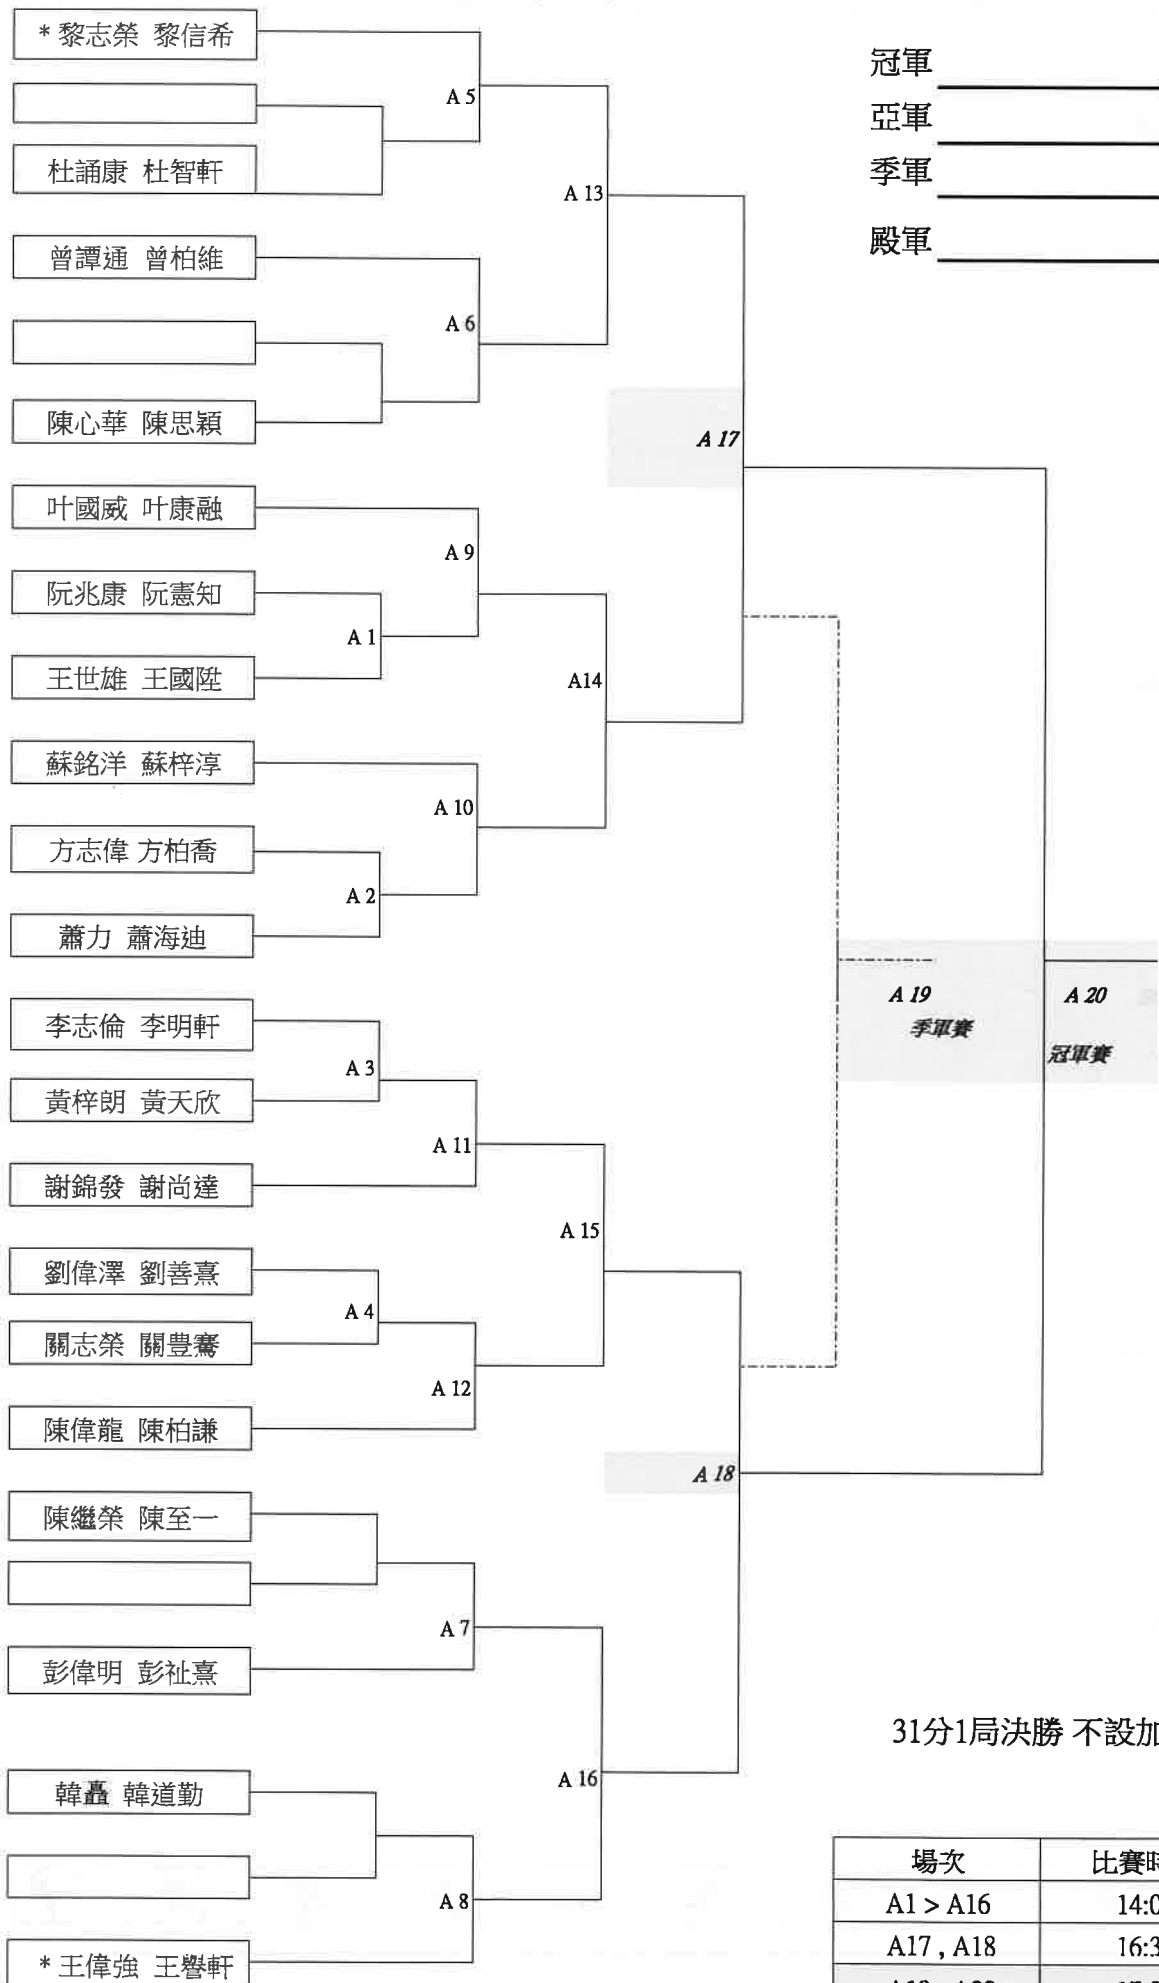 * 黎志榮 黎信希
冠軍
A 5
亞軍
杜誦康 杜智軒
季軍
A 13
殿軍
曾譚通 曾柏維
A 6
陳心華 陳思穎
A 17
叶國威 叶康融
A 9
阮兆康 阮憲知
A 1
王世雄 王國陞
A14
蘇銘洋 蘇梓淳
A 10
方志偉 方柏喬
A 2
蕭力 蕭海迪
A 19
A 20
李志倫 李明軒
季軍賽
冠軍賽
A 3
黃梓朗 黃天欣
A 11
謝錦發 謝尚達
A 15
劉偉澤 劉善熹
A 4
關志榮 關豊騫
A 12
陳偉龍 陳柏謙
A 18
陳繼榮 陳至一
A 7
彭偉明 彭祉熹
31分1局決勝 不設加
A 16
韓矗 韓道勤
場次 比賽時
A 8
A1 > A16 14:0
A17 , A18 16:3
* 王偉強 王譽軒